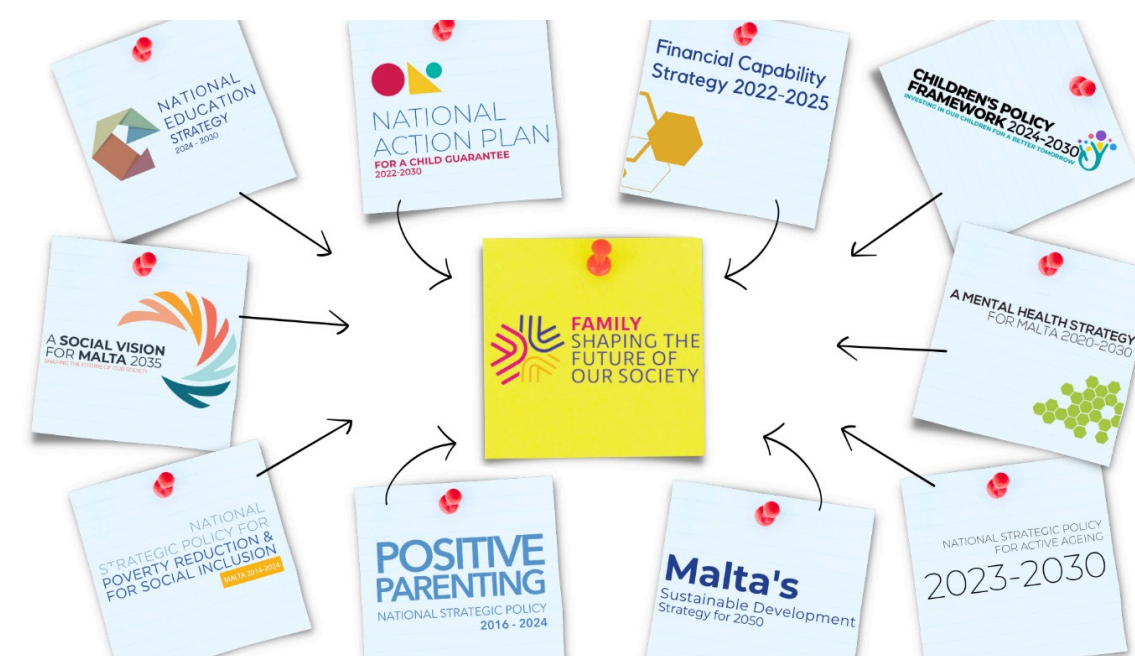 NATIONAL
EDUCATION
STRATEGY
2024 - 2030
NATIONAL
ACTION PLAN
FOR A CHILD GUARANTEE
2022-2030
Financial Capability
Strategy 2022-2025
CHILDREN'S POLICY
FRAMEWORK 2024-2030
INVESTING IN OUR CHILDREN FOR A BETTER TOMORROW
A SOCIAL VISION
FOR MALTA 2035
SHAPING THE FUTURE OF OUR SOCIETY
FAMILY
SHAPING THE
FUTURE OF
OUR SOCIETY
A MENTAL HEALTH STRATEGY
FOR MALTA 2020-2030
NATIONAL
STRATEGIC POLICY FOR
POVERTY REDUCTION &
FOR SOCIAL INCLUSION
MALTA 2014-2024
POSITIVE
PARENTING
NATIONAL STRATEGIC POLICY
2016 - 2024
Malta's
Sustainable Development
Strategy for 2050
NATIONAL STRATEGIC POLICY
FOR ACTIVE AGEING
2023-2030